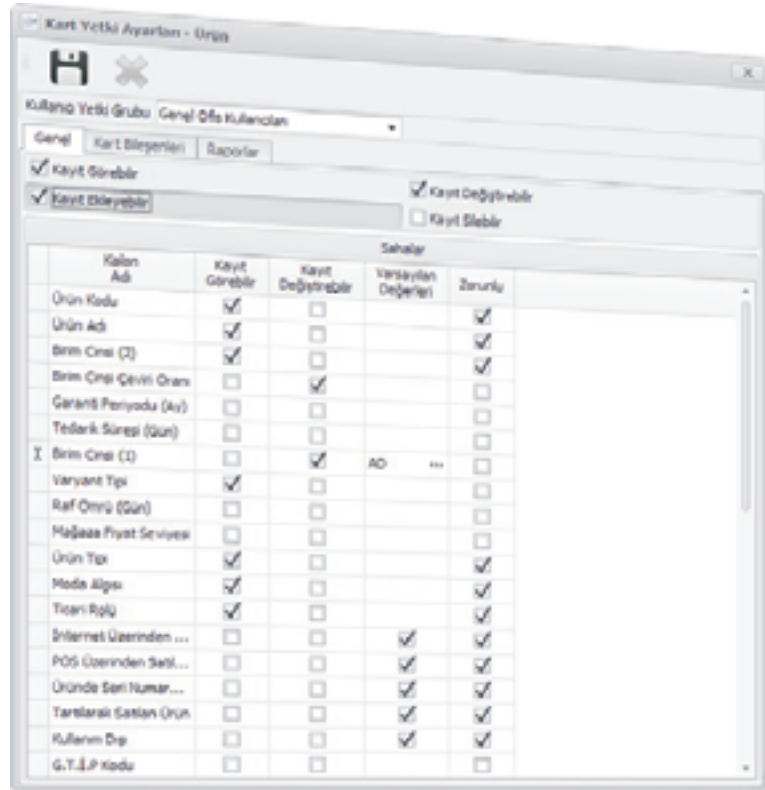 Kart Yetki Ayarları - Ürün
Kullanıcı Yetki Grubu Genel Ofis Kullanıcıları
Genel Kart Bileşenleri Raporlar
Kayıt Görebilir Kayıt Değiştirebilir
Kayıt Ekleyebilir Kayıt Silebilir
Sahalar
Kolon Adı Kayıt Görebilir Kayıt Değiştirebilir Varsayılan Değerleri Zorunlu
Ürün Kodu
Ürün Adı
Birim Cinsi (2)
Birim Cinsi Çeviri Oranı
Garanti Periyodu (Ay)
Tedarik Süresi (Gün)
Birim Cinsi (1) AD ...
Varyant Tipi
Raf Ömrü (Gün)
Mağaza Fiyat Seviyesi
Ürün Tipi
Moda Algısı
Ticari Rolü
İnternet Üzerinden ...
POS Üzerinden Satıl...
Üründe Seri Numar...
Tartılarak Satılan Ürün
Kullanım Dışı
G.T.İ.P Kodu